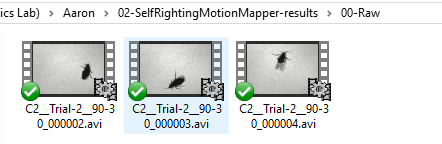 ics Lab) > Aaron > 02-SelfRightingMotionMapper-results > 00-Raw
C2__Trial-2__90-3
0_000002.avi
C2__Trial-2__90-3
0_000003.avi
C2__Trial-2__90-3
0_000004.avi